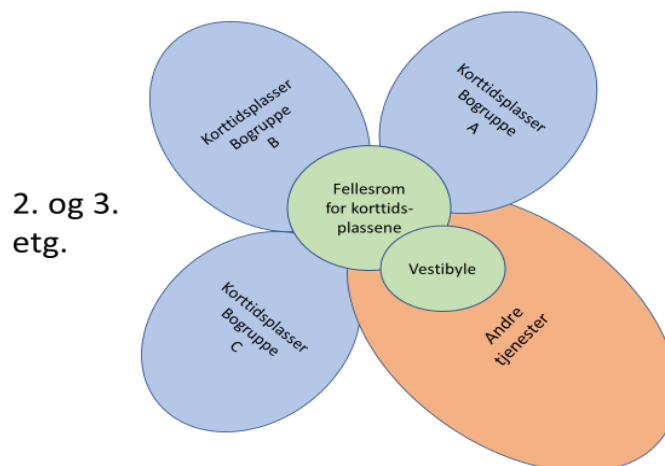 Korttidsplasser
Bogruppe
B
Korttidsplasser
Bogruppe
A
2. og 3.
etg.
Fellesrom
for korttids-
plassene
Vestibyle
Korttidsplasser
Bogruppe
C
Andre
tjenester